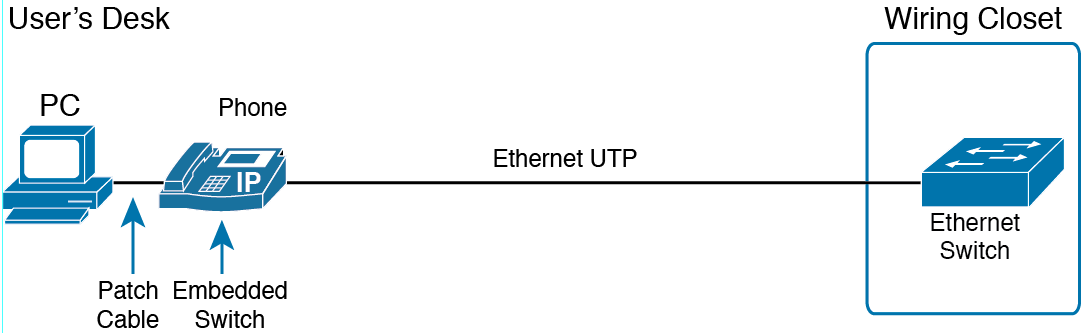 User’s Desk
Wiring Closet
PC
Phone
Ethernet UTP
IP
Ethernet
Switch
Patch
Cable
Embedded
Switch